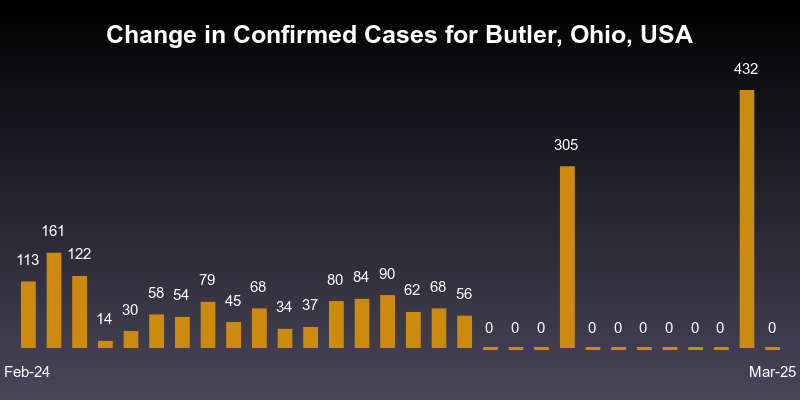 Change in Confirmed Cases for Butler, Ohio, USA
113 161 122 14 30 58 54 79 45 68 34 37 80 84 90 62 68 56 0 0 0 305 0 0 0 0 0 0 432 0
Feb-24 Mar-25